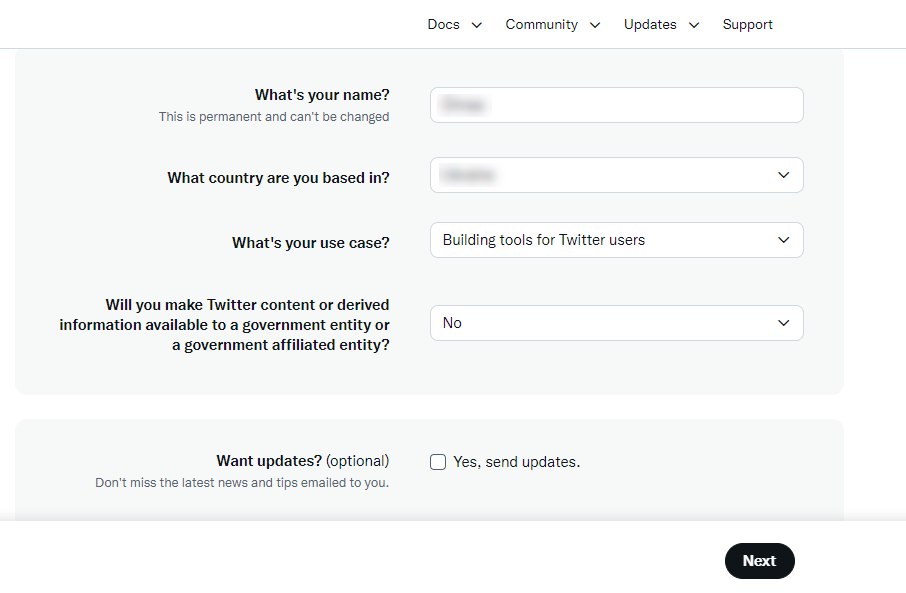 Docs Community Updates Support
What's your name?
This is permanent and can't be changed
What country are you based in?
What's your use case?
Building tools for Twitter users
Will you make Twitter content or derived
information available to a government entity or
a government affiliated entity?
No
Want updates? (optional)
Don't miss the latest news and tips emailed to you.
Yes, send updates.
Next